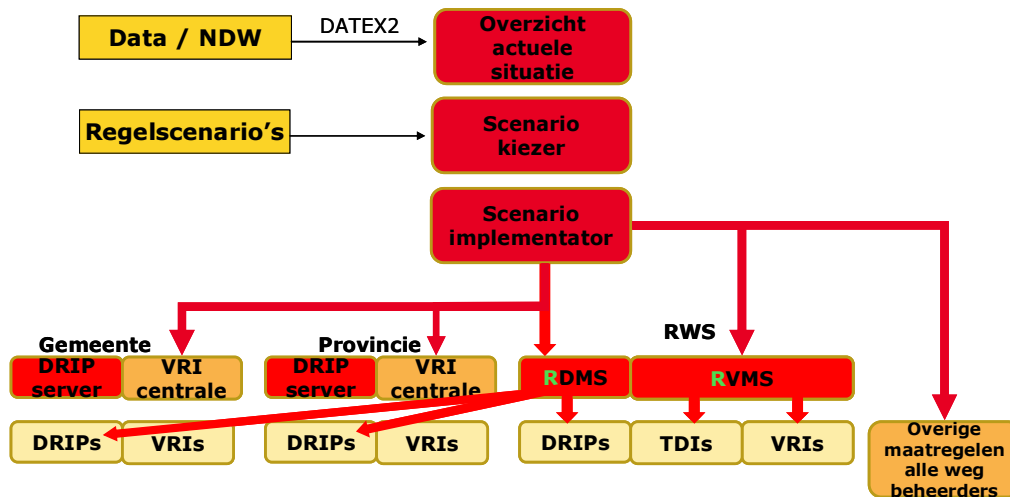 Data / NDW
DATEX2
Overzicht
actuele
situatie
Regelscenario's
Scenario
kiezer
Scenario
implementator
Gemeente
Provincie
RWS
DRIP
server
VRI
centrale
DRIP
server
VRI
centrale
RDMS
RVMS
DRIPs
VRIs
DRIPs
VRIs
DRIPs
TDIs
VRIs
Overige
maatregelen
alle weg
beheerders